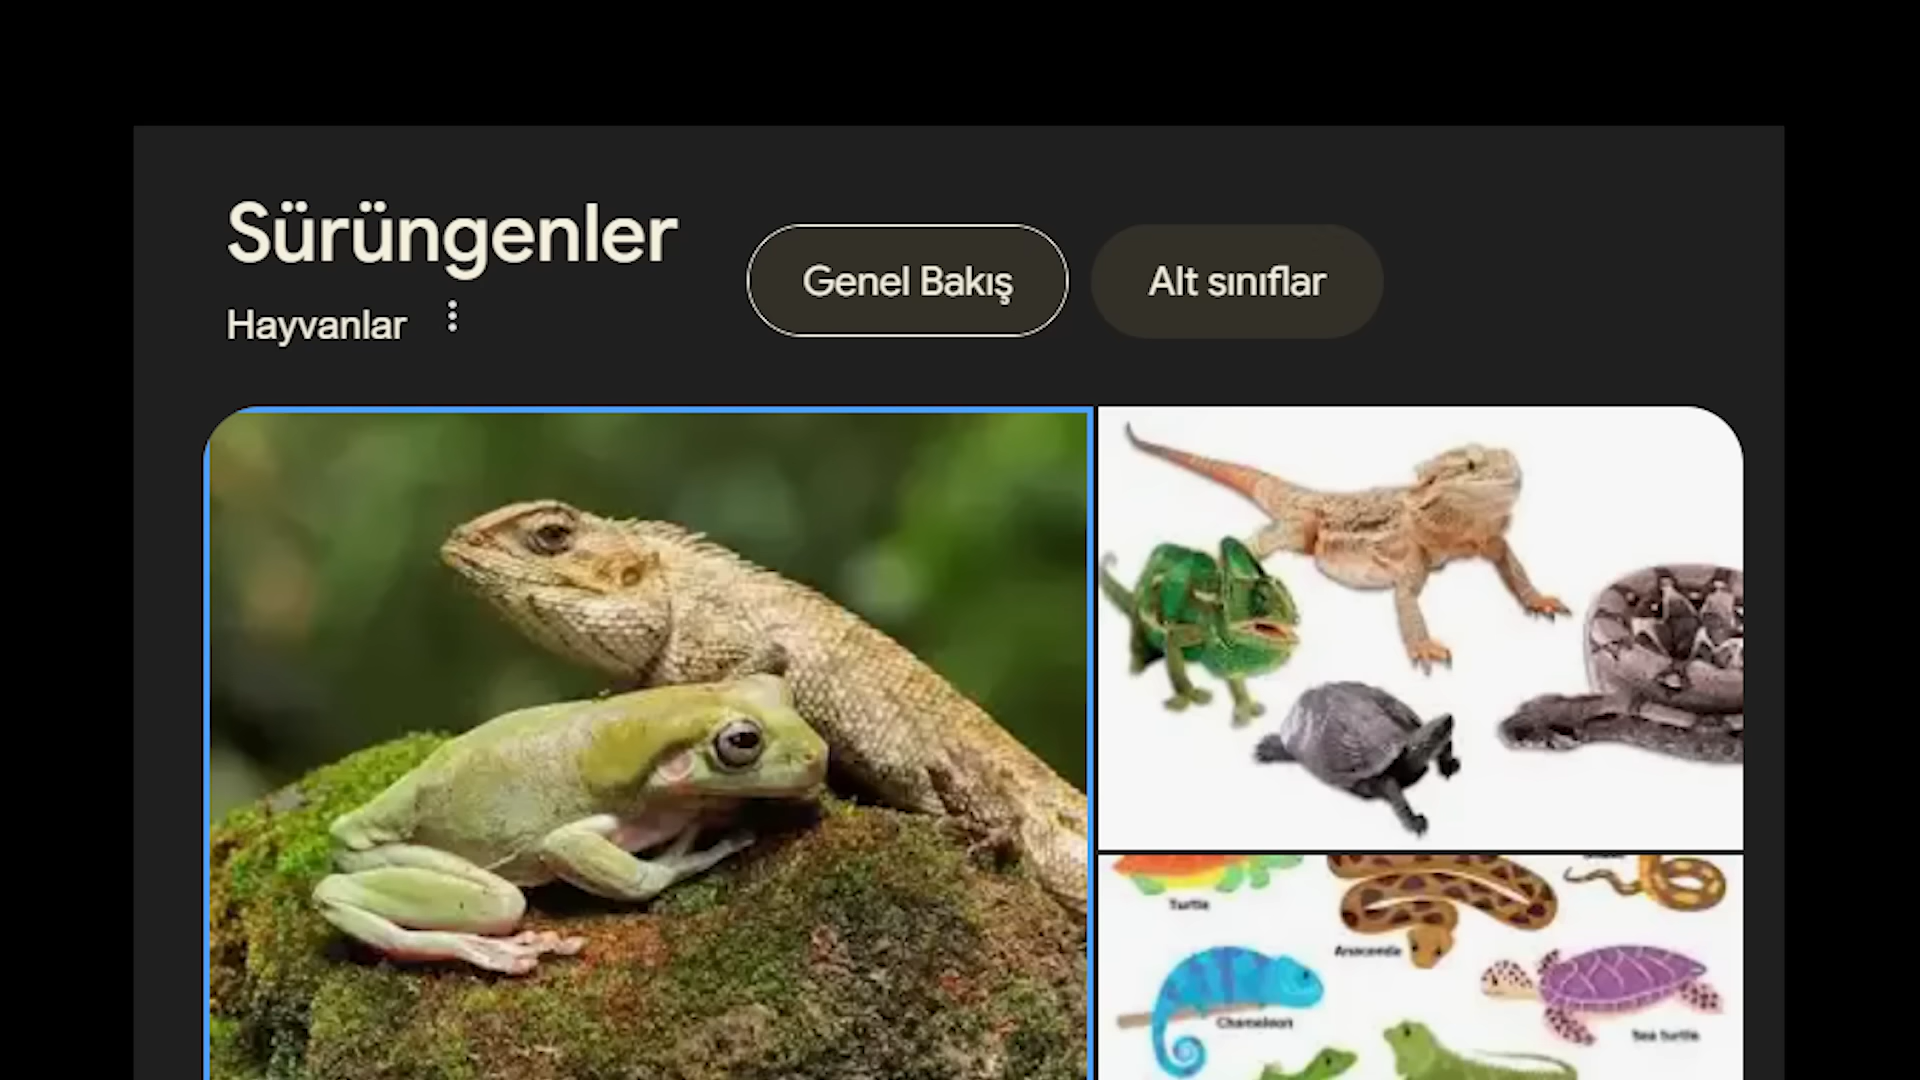 Sürüngenler
Hayvanlar
Genel Bakış
Alt sınıflar
Turtle
Anaconda
Chameleon
Sea turtle